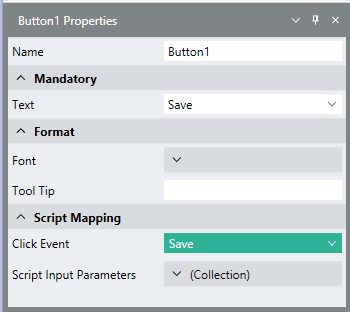 Button1 Properties
Name Button1
Mandatory
Text Save
Format
Font
Tool Tip
Script Mapping
Click Event Save
Script Input Parameters (Collection)